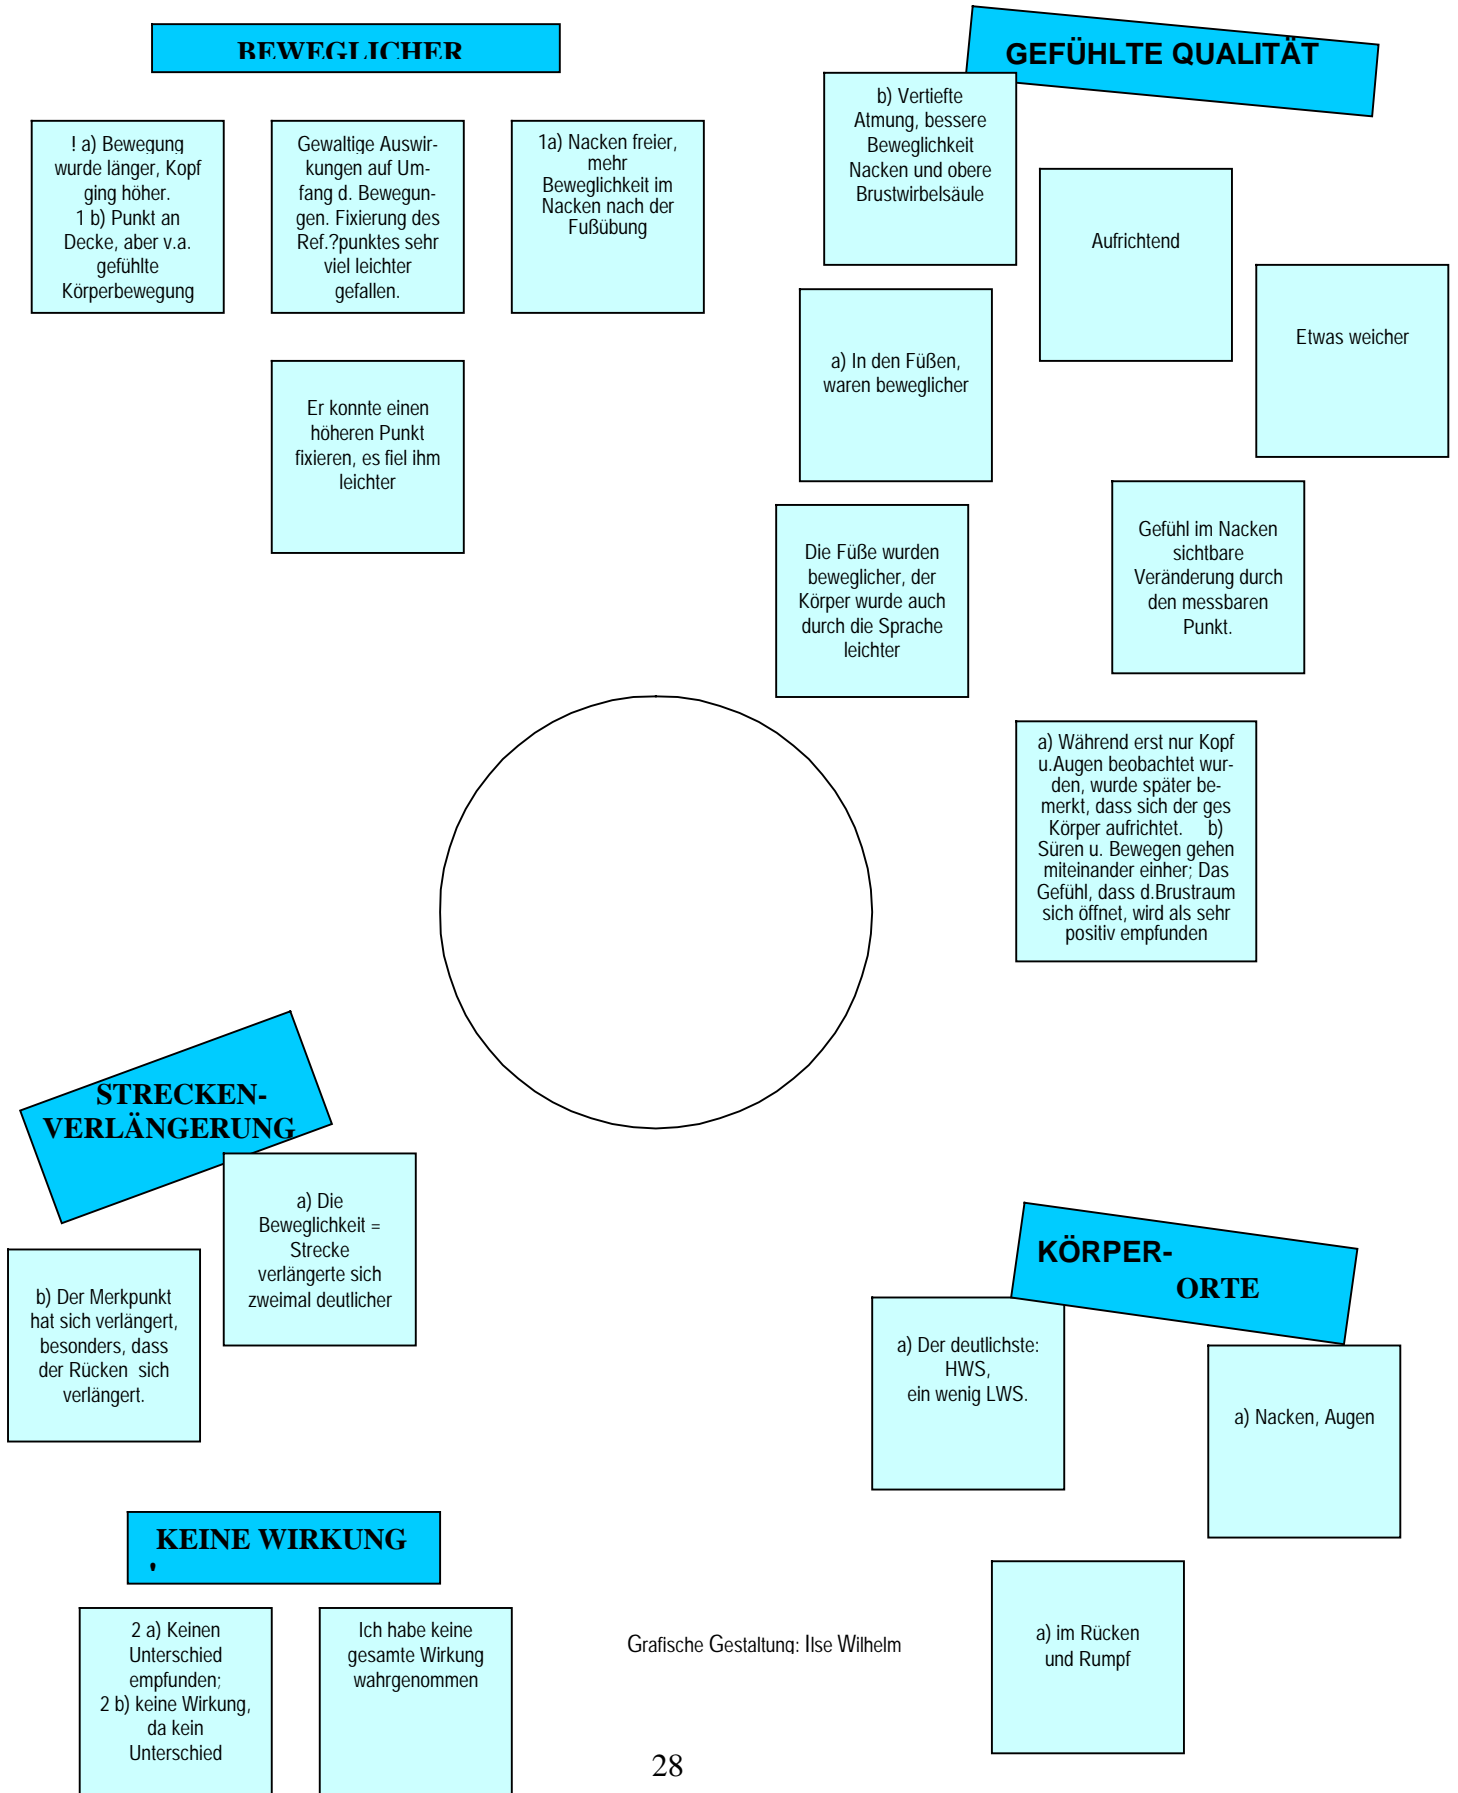 BEWEGLICHER
! a) Bewegung
wurde länger, Kopf
ging höher.
1 b) Punkt an
Decke, aber v.a.
gefühlte
Körperbewegung
Gewaltige Auswir-
kungen auf Um-
fang d. Bewegun-
gen. Fixierung des
Ref.?punktes sehr
viel leichter
gefallen.
1a) Nacken freier,
mehr
Beweglichkeit im
Nacken nach der
Fußübung
Er konnte einen
höheren Punkt
fixieren, es fiel ihm
leichter
GEFÜHLTE QUALITÄT
b) Vertiefte
Atmung, bessere
Beweglichkeit
Nacken und obere
Brustwirbelsäule
Aufrichtend
Etwas weicher
a) In den Füßen,
waren beweglicher
Die Füße wurden
beweglicher, der
Körper wurde auch
durch die Sprache
leichter
Gefühl im Nacken
sichtbare
Veränderung durch
den messbaren
Punkt.
a) Während erst nur Kopf
u.Augen beobachtet wur-
den, wurde später be-
merkt, dass sich der ges
Körper aufrichtet. b)
Süren u. Bewegen gehen
miteinander einher; Das
Gefühl, dass d.Brustraum
sich öffnet, wird als sehr
positiv empfunden
STRECKEN-
VERLÄNGERUNG
a) Die
Beweglichkeit =
Strecke
verlängerte sich
zweimal deutlicher
b) Der Merkpunkt
hat sich verlängert,
besonders, dass
der Rücken sich
verlängert.
KÖRPER-
ORTE
a) Der deutlichste:
HWS,
ein wenig LWS.
a) Nacken, Augen
a) im Rücken
und Rumpf
KEINE WIRKUNG
2 a) Keinen
Unterschied
empfunden;
2 b) keine Wirkung,
da kein
Unterschied
Ich habe keine
gesamte Wirkung
wahrgenommen
Grafische Gestaltung: Ilse Wilhelm
28